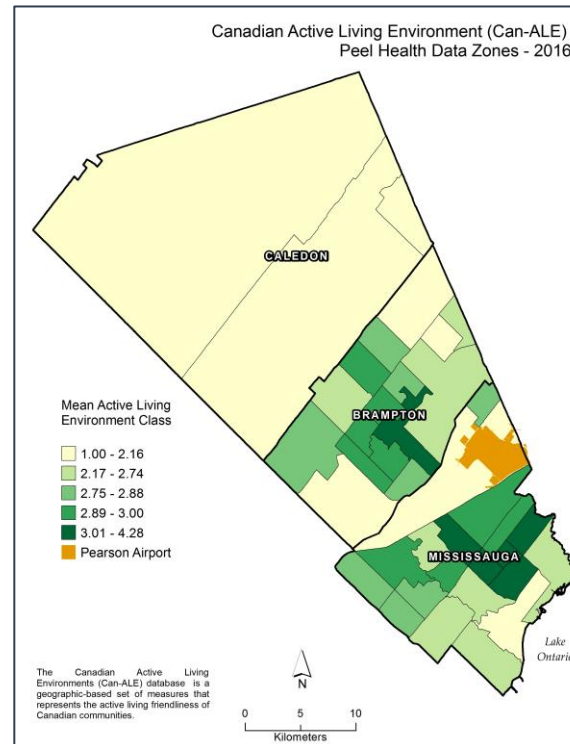 Canadian Active Living Environment (Can-ALE)
Peel Health Data Zones - 2016
CALEDON
BRAMPTON
MISSISSAUGA
Mean Active Living
Environment Class
1.00 - 2.16
2.17 - 2.74
2.75 - 2.88
2.89 - 3.00
3.01 - 4.28
Pearson Airport
Lake
Ontario
The Canadian Active Living
Environments (Can-ALE) database is a
geographic-based set of measures that
represents the active living friendliness of
Canadian communities.
N
0 5 10
Kilometers